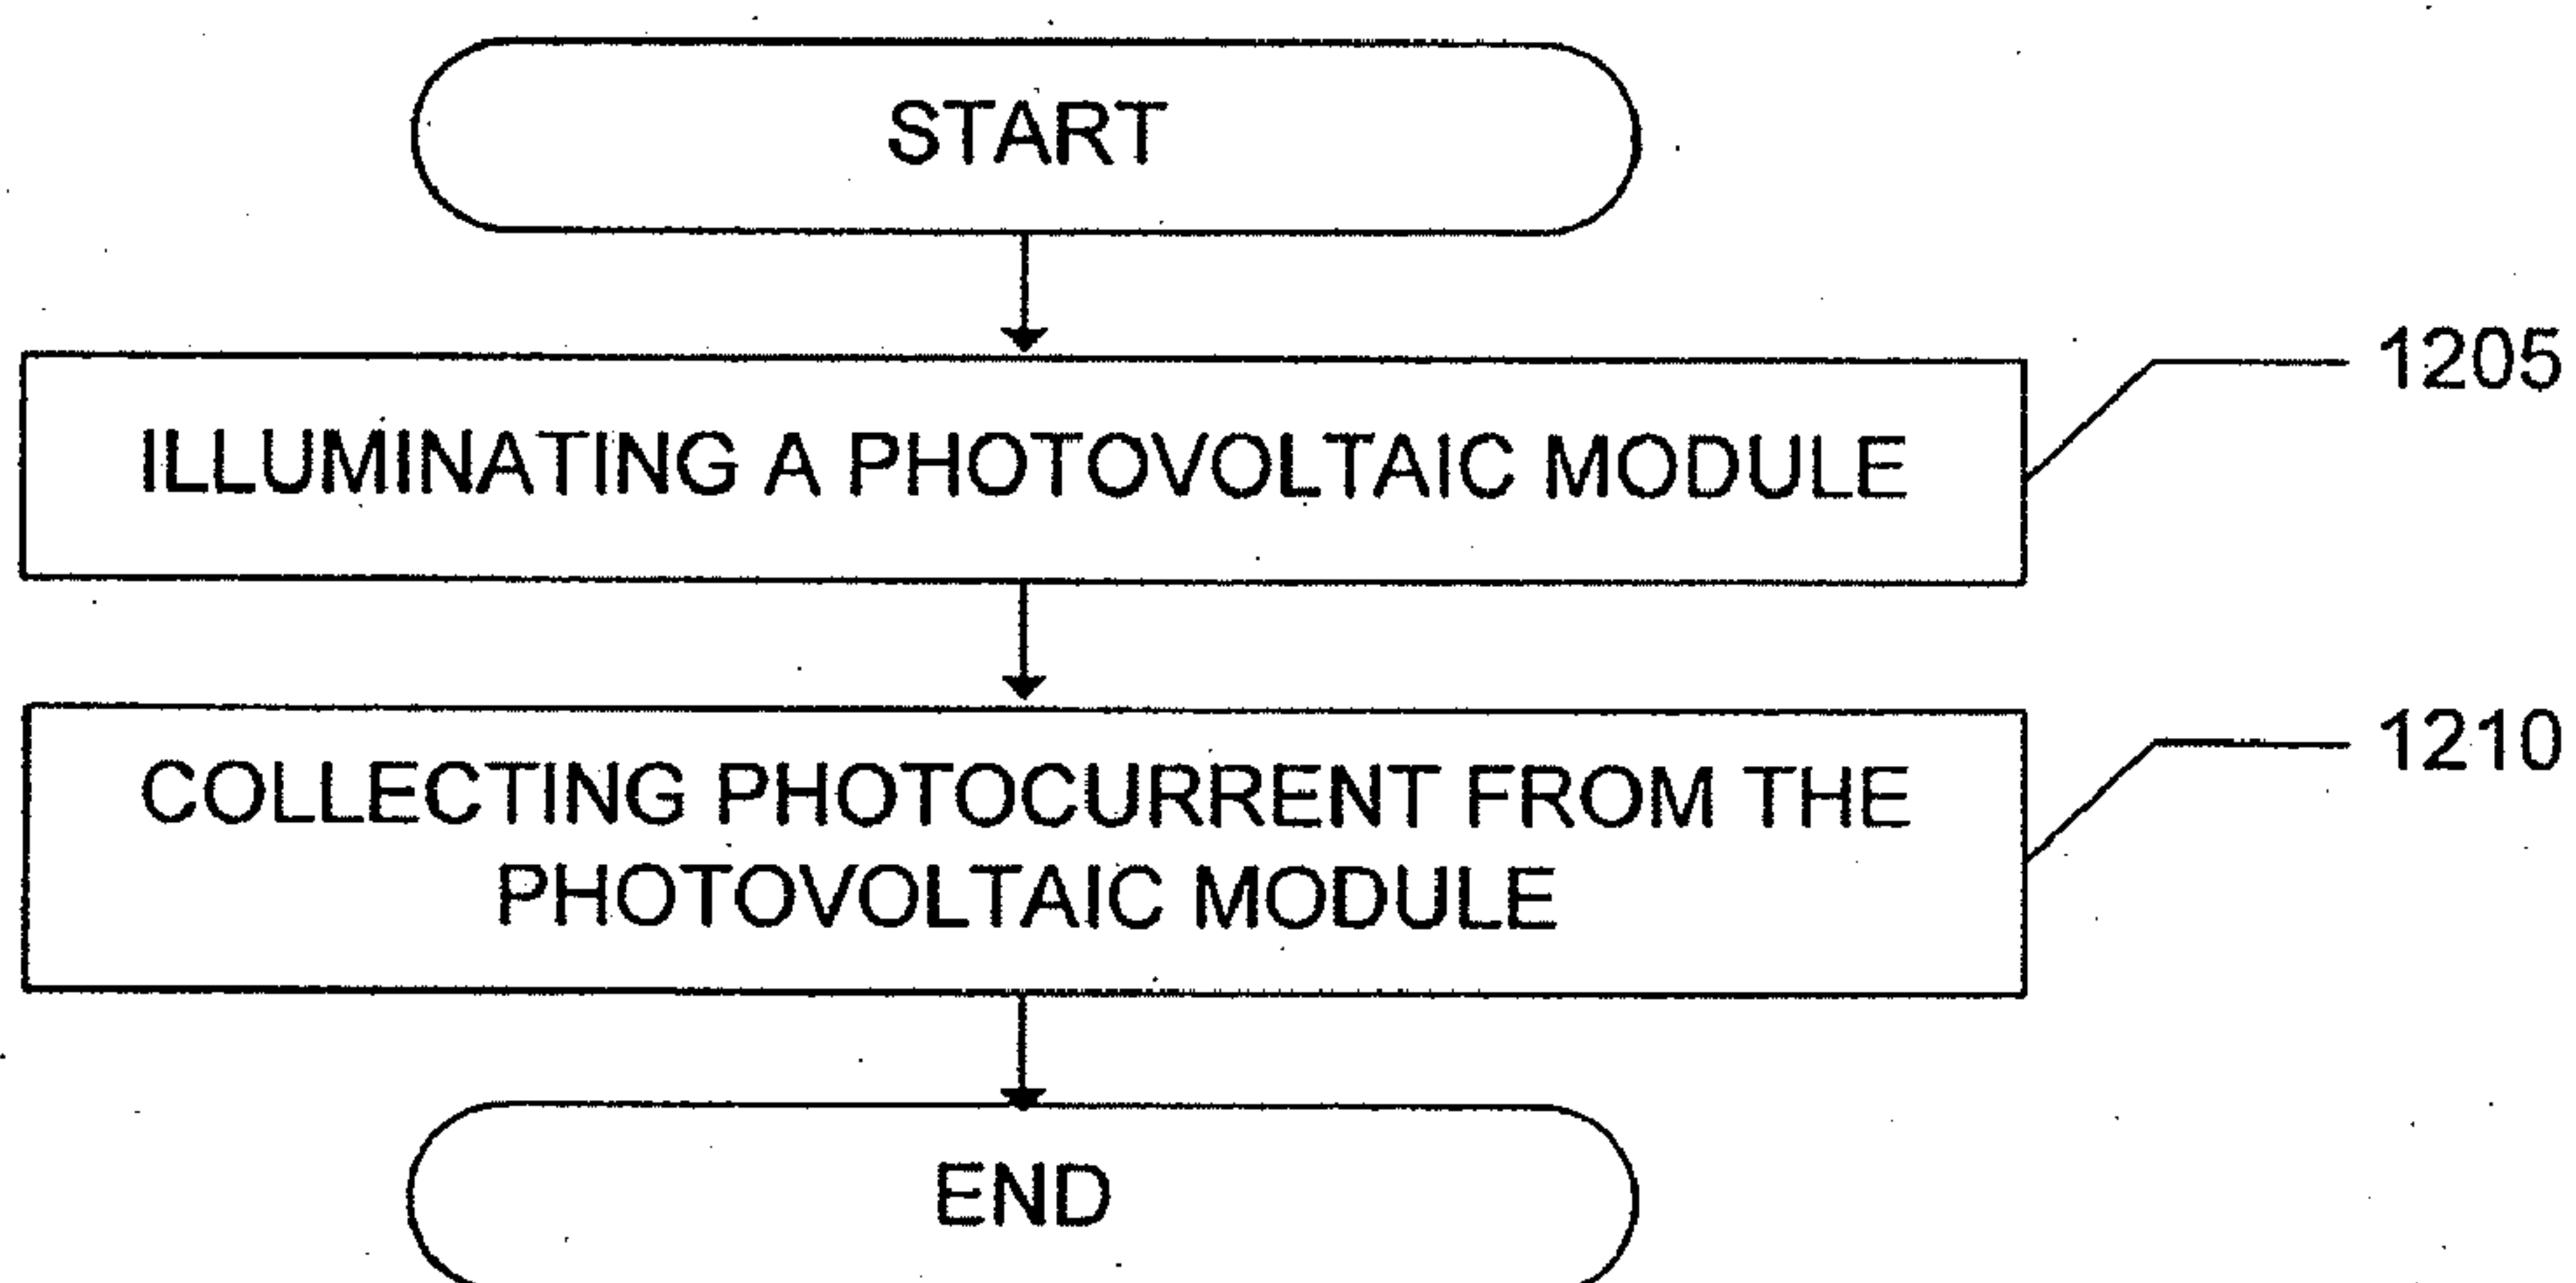 START
ILLUMINATING A PHOTOVOLTAIC MODULE
1205
COLLECTING PHOTOCURRENT FROM THE
PHOTOVOLTAIC MODULE
1210
END